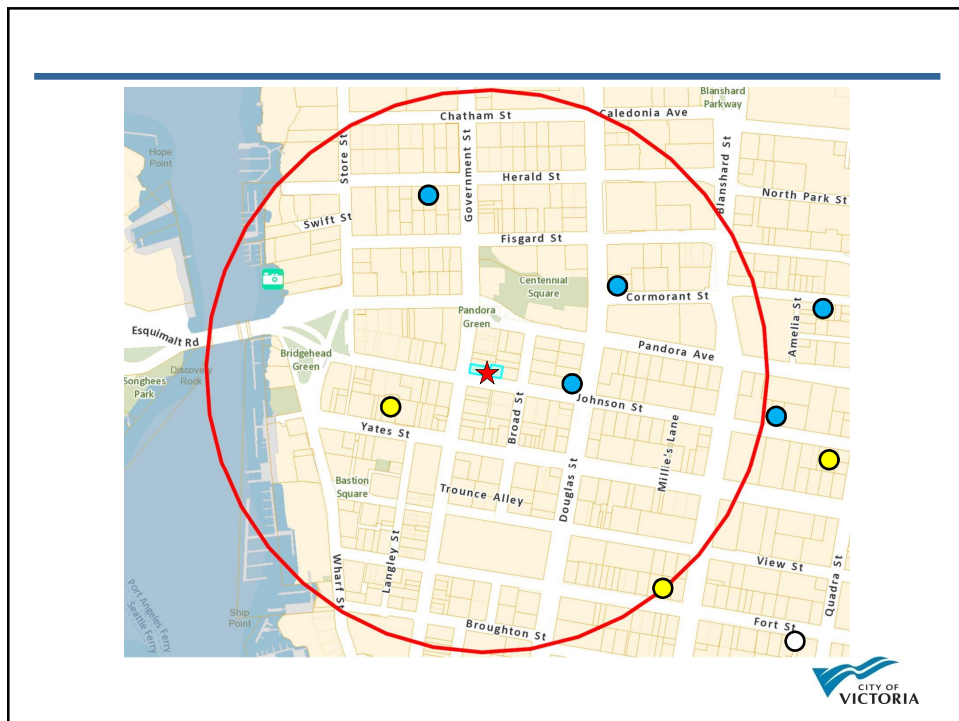 Blanshard
Parkway
Chatham St
Caledonia Ave
Hope
Point
Store St
Government St
Blanshard St
Herald St
North Park St
Swift St
Fisgard St
Centennial
Square
Cormorant St
Amelia St
Pandora
Green
Esquimalt Rd
Bridgehead
Green
Pandora Ave
Discovery
Rock
Songhees
Park
Johnson St
Broad St
Yates St
Millie's Lane
Douglas St
Bastion
Square
Trounce Alley
View St
Quadra St
Wharf St
Langley St
Port Angeles Ferry
Seattle Ferry
Ship
Point
Broughton St
Fort St
CITY OF
VICTORIA